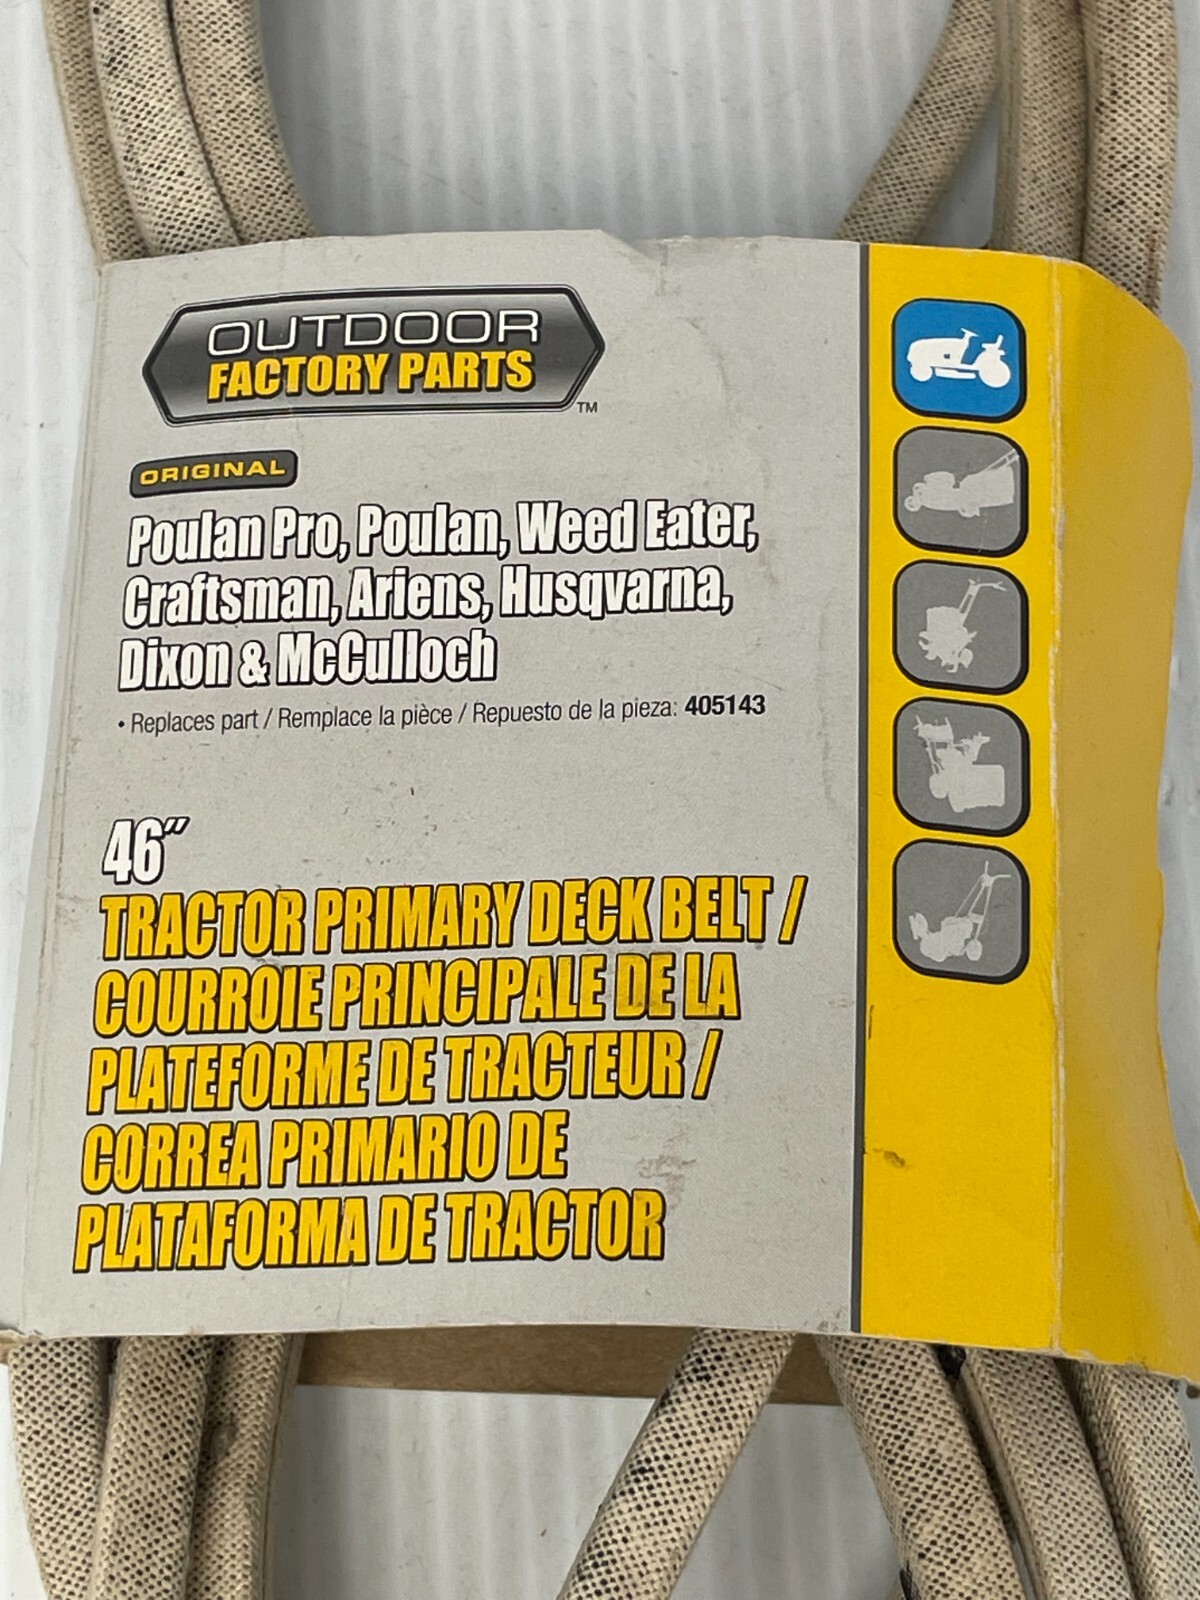 OUTDOOR
FACTORY PARTS
TM
ORIGINAL
Poulan Pro, Poulan, Weed Eater,
Craftsman, Ariens, Husqvarna,
Dixon & McCulloch
• Replaces part / Remplace la pièce / Repuesto de la pieza: 405143
46"
TRACTOR PRIMARY DECK BELT /
COURROIE PRINCIPALE DE LA
PLATEFORME DE TRACTEUR /
CORREA PRIMARIO DE
PLATAFORMA DE TRACTOR